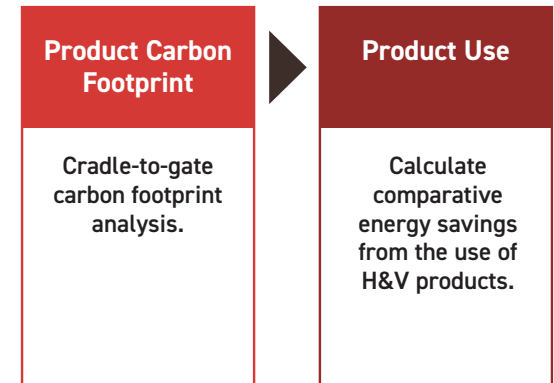 Product Carbon
Footprint
Cradle-to-gate
carbon footprint
analysis.
Product Use
Calculate
comparative
energy savings
from the use of
H&V products.